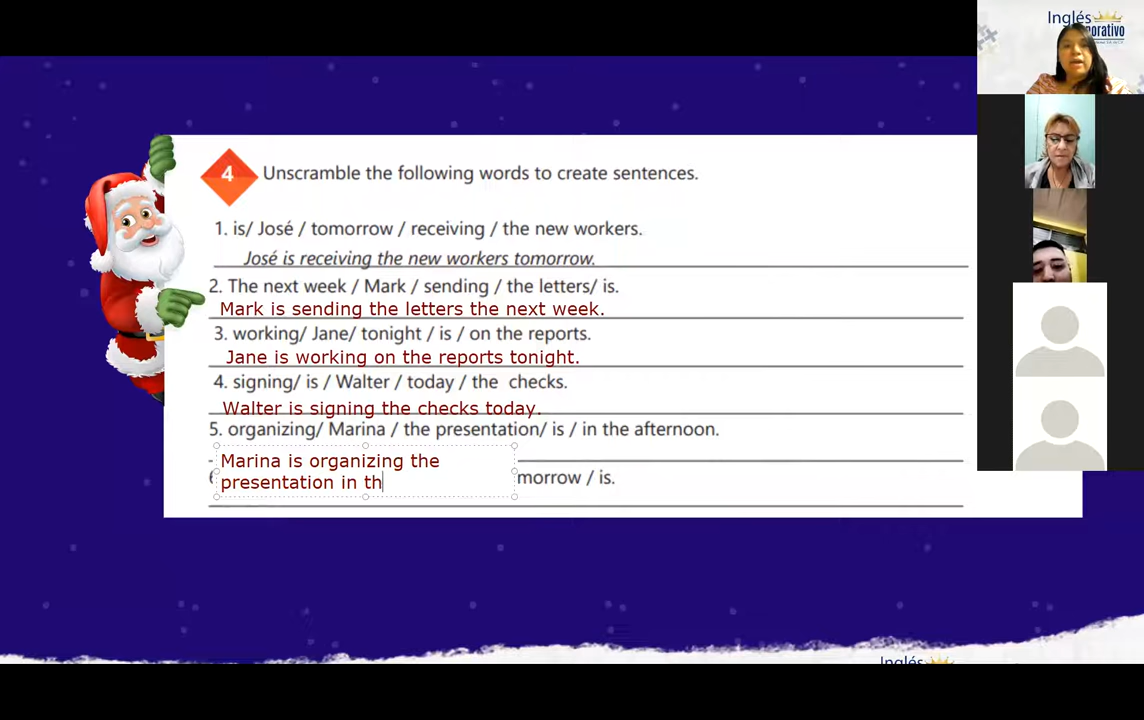 Inglés
orativo
4 Unscramble the following words to create sentences.
1. is/ José / tomorrow / receiving / the new workers.
José is receiving the new workers tomorrow.
2. The next week / Mark / sending / the letters/ is.
Mark is sending the letters the next week.
3. working/ Jane/ tonight / is / on the reports.
Jane is working on the reports tonight.
4. signing/ is / Walter / today / the checks.
Walter is signing the checks today.
5. organizing/ Marina / the presentation/ is / in the afternoon.
Marina is organizing the
presentation in th
morrow / is.
Inglés